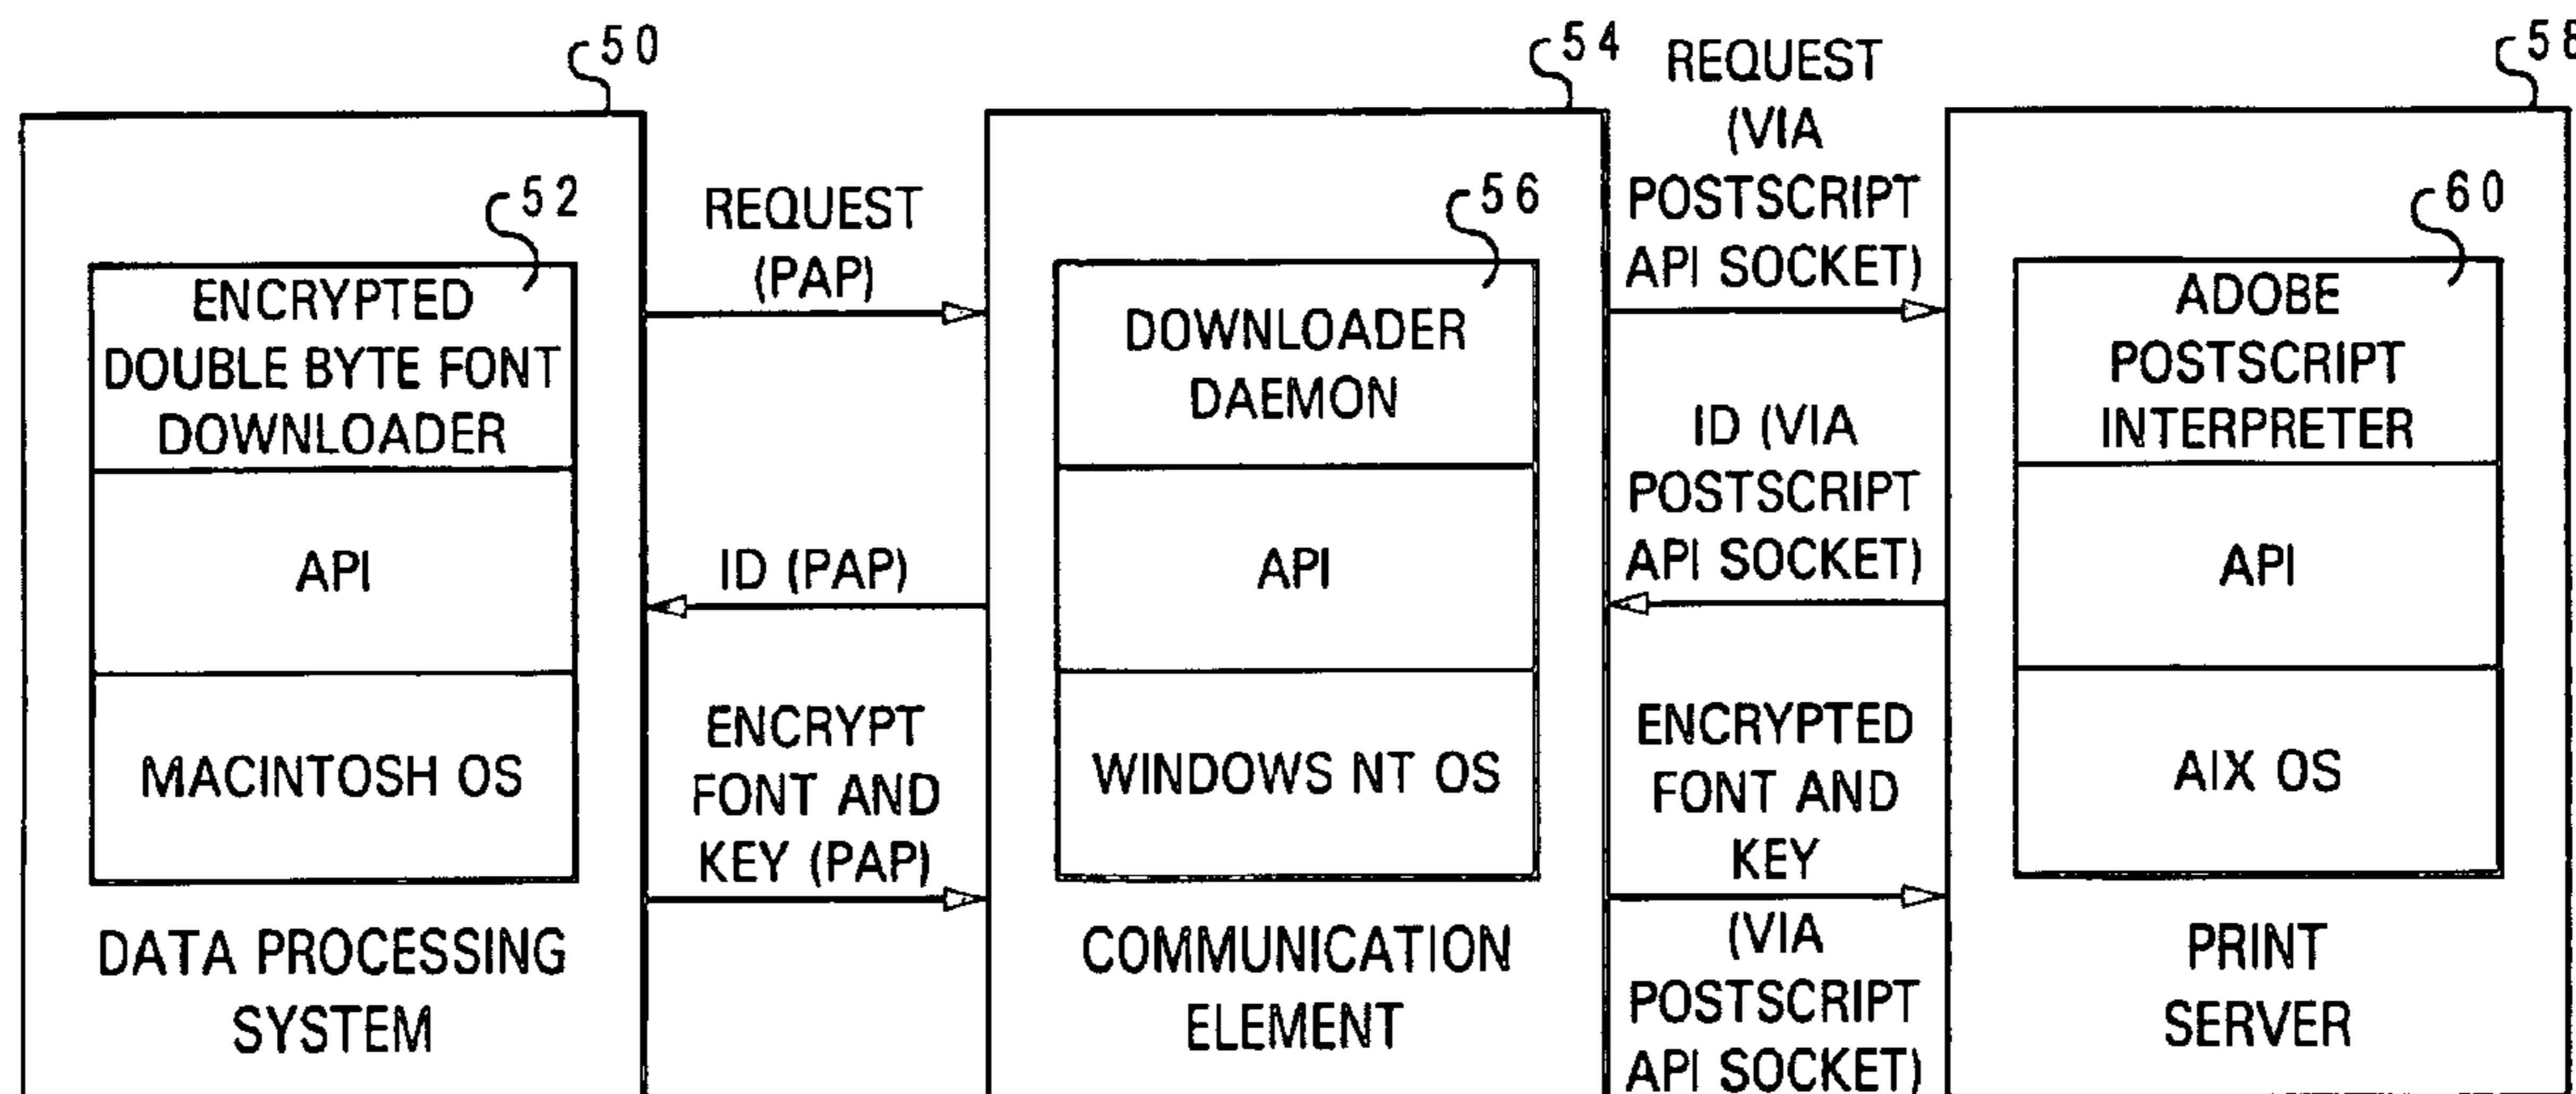 50
54
58
52
56
60
ENCRYPTED
DOUBLE BYTE FONT
DOWNLOADER
API
MACINTOSH OS
DATA PROCESSING
SYSTEM
REQUEST
(PAP)
ID (PAP)
ENCRYPT
FONT AND
KEY (PAP)
DOWNLOADER
DAEMON
API
WINDOWS NT OS
COMMUNICATION
ELEMENT
REQUEST
(VIA
POSTSCRIPT
API SOCKET)
ID (VIA
POSTSCRIPT
API SOCKET)
ENCRYPTED
FONT AND
KEY
(VIA
POSTSCRIPT
API SOCKET)
ADOBE
POSTSCRIPT
INTERPRETER
API
AIX OS
PRINT
SERVER